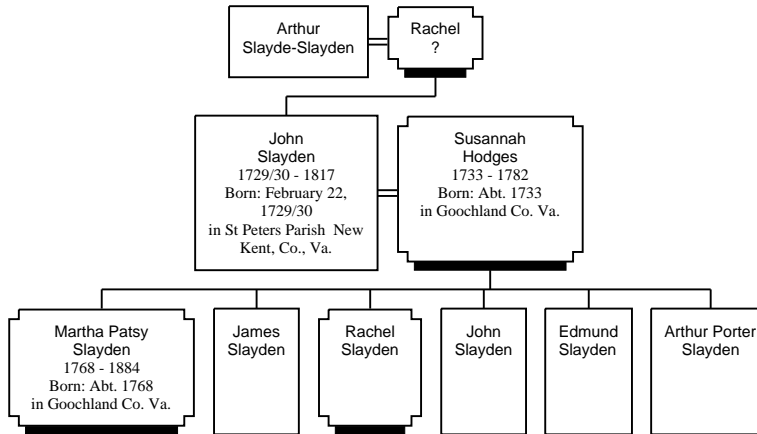 Arthur
Slayde-Slayden
Rachel
?
John
Slayden
1729/30 - 1817
Born: February 22,
1729/30
in St Peters Parish New
Kent, Co., Va.
Susannah
Hodges
1733 - 1782
Born: Abt. 1733
in Goochland Co. Va.
Martha Patsy
Slayden
1768 - 1884
Born: Abt. 1768
in Goochland Co. Va.
James
Slayden
Rachel
Slayden
John
Slayden
Edmund
Slayden
Arthur Porter
Slayden